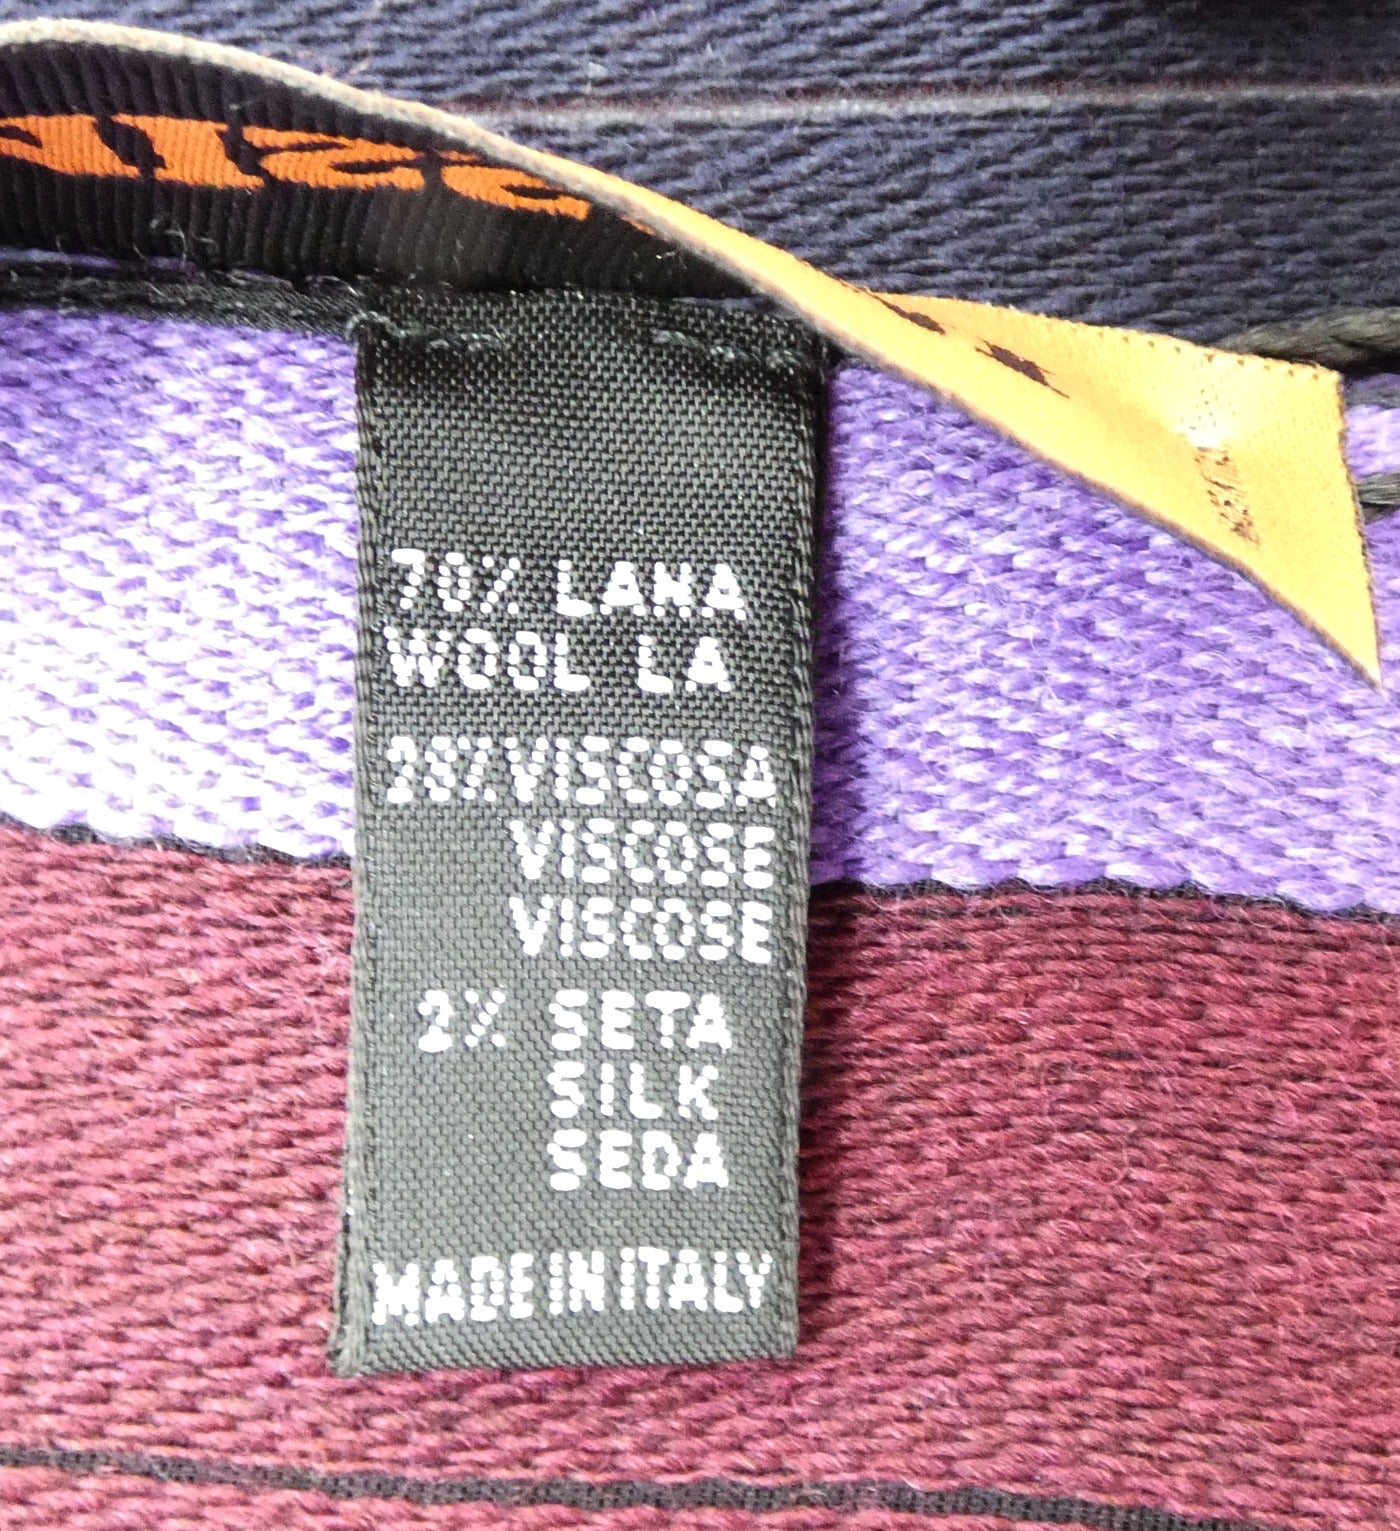 70% LANA
WOOL LA
28% VISCOSA
VISCOSE
VISCOSE
2% SETA
SILK
SEDA
MADE IN ITALY